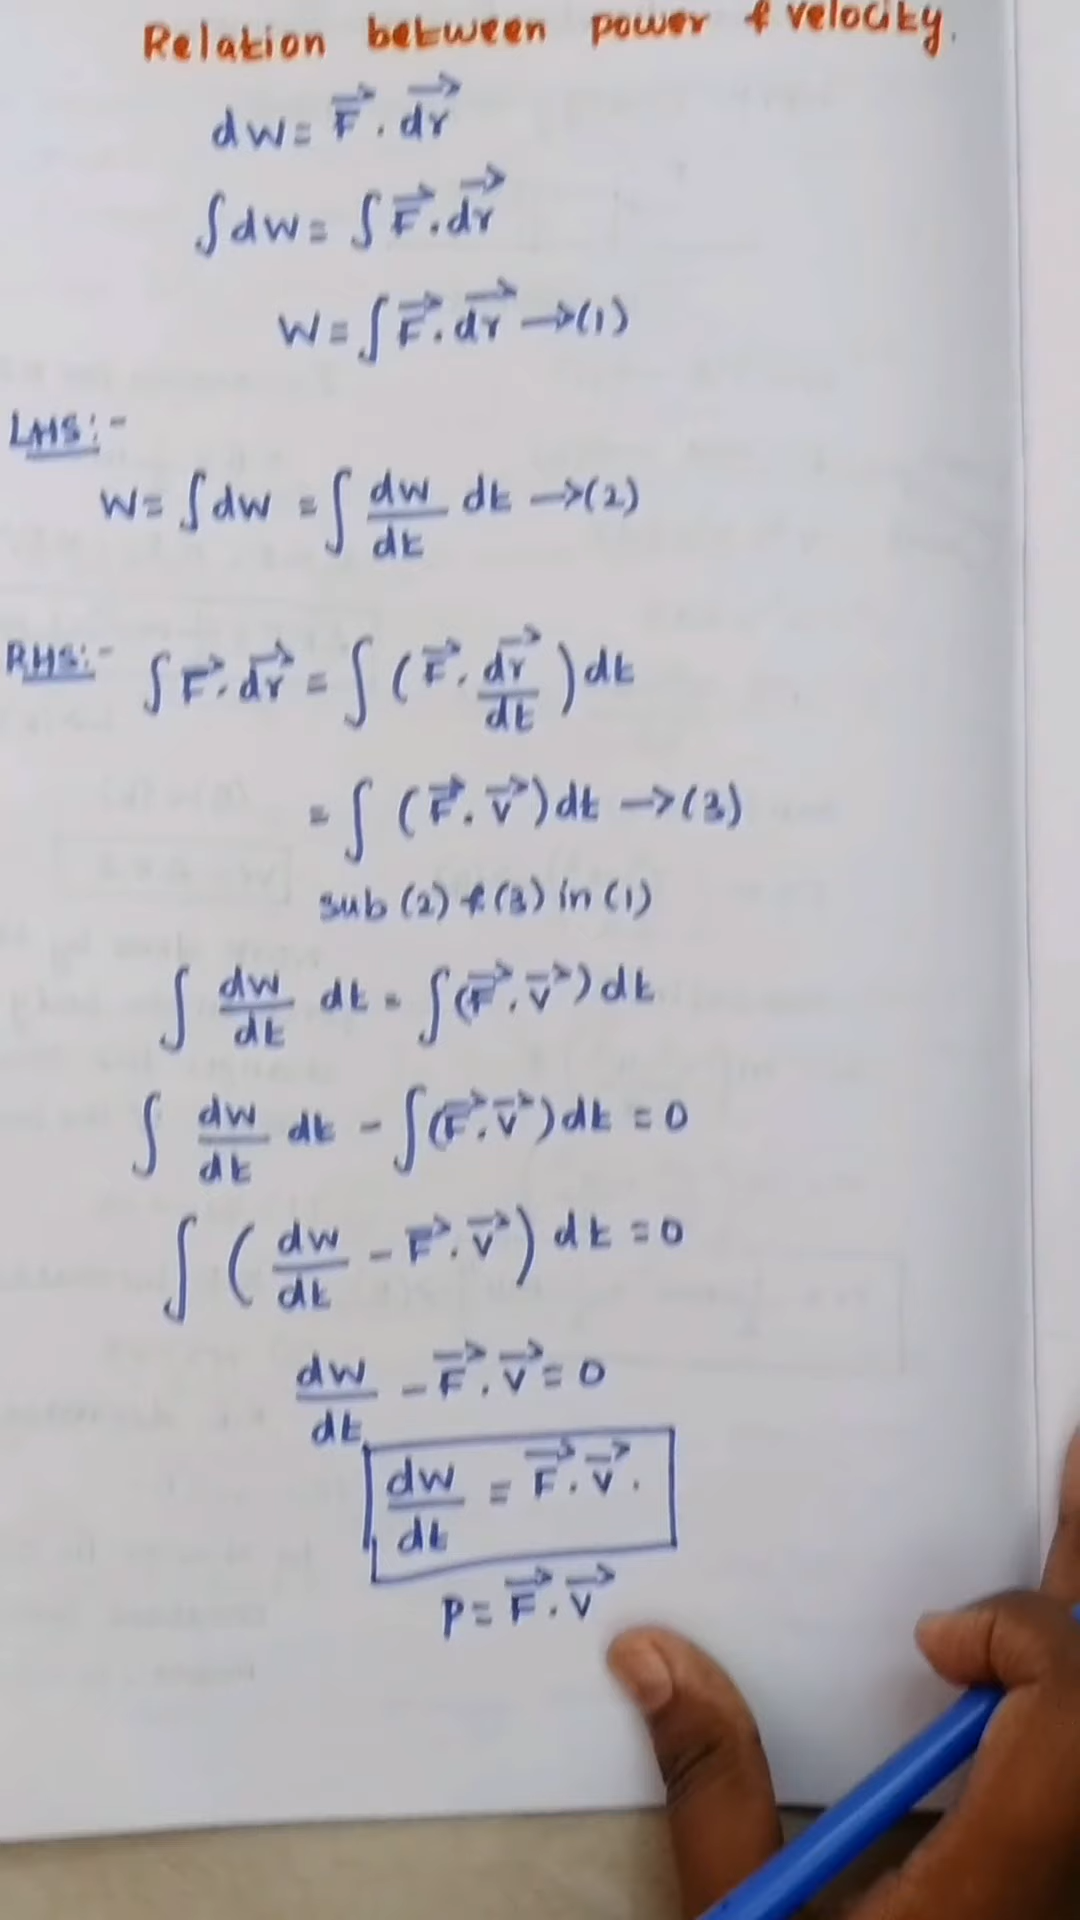 Relation between power & velocity.
dw = F⃗ . dr⃗
∫dw = ∫F⃗ . dr⃗
W = ∫F⃗ . dr⃗ →(1)
LHS:-
W = ∫dw = ∫ dw/dt dt →(2)
RHS:- ∫F⃗ . dr⃗ = ∫(F⃗ . dr⃗/dt) dt
= ∫(F⃗ . v⃗) dt →(3)
sub (2) & (3) in (1)
∫ dw/dt dt = ∫(F⃗ . v⃗) dt
∫ dw/dt dt - ∫(F⃗ . v⃗) dt = 0
∫(dw/dt - F⃗ . v⃗) dt = 0
dw/dt - F⃗ . v⃗ = 0
dw/dt = F⃗ . v⃗ .
P = F⃗ . v⃗